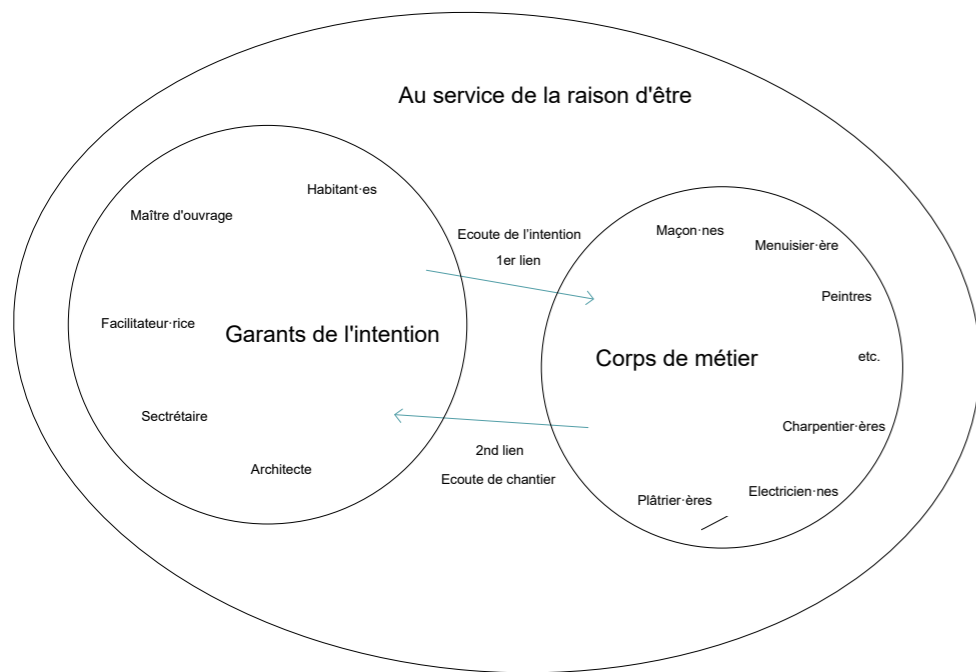 Au service de la raison d'être
Habitant·es
Maître d'ouvrage
Facilitateur·rice
Garants de l'intention
Sectrétaire
Architecte
Ecoute de l'intention
1er lien
2nd lien
Ecoute de chantier
Maçon·nes
Menuisier·ère
Peintres
Corps de métier
etc.
Charpentier·ères
Electricien·nes
Plâtrier·ères